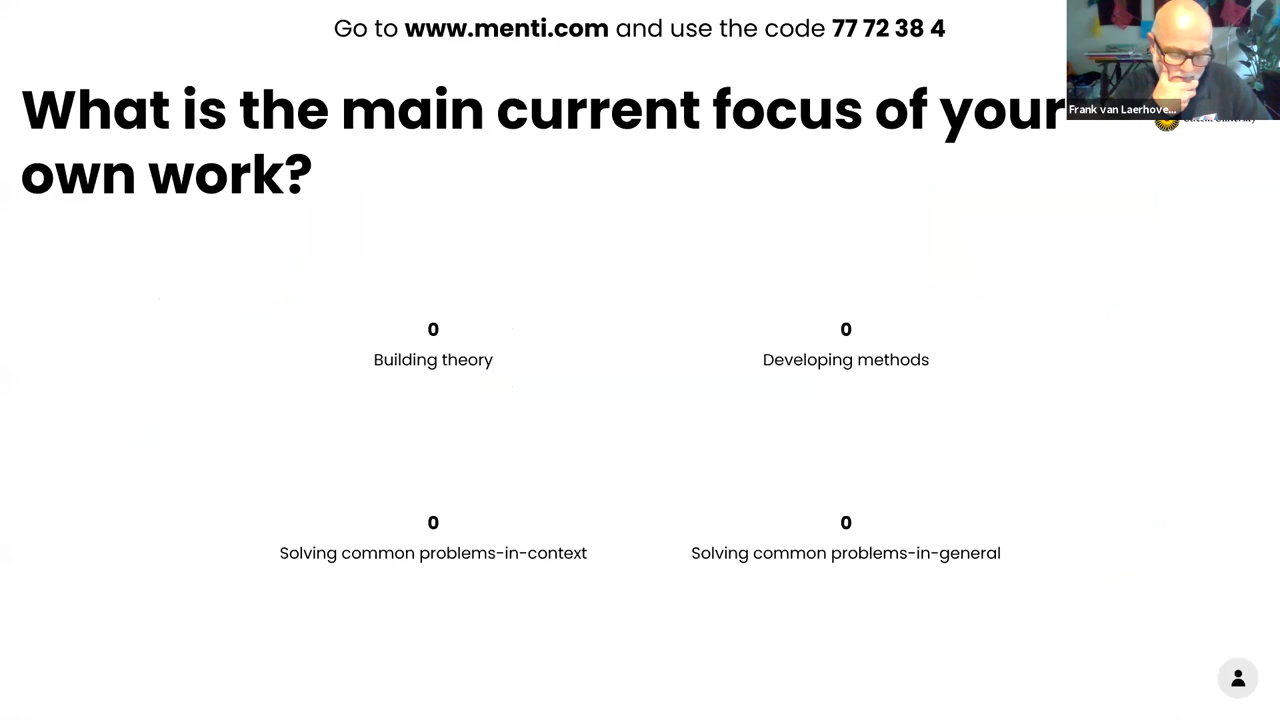 Go to www.menti.com and use the code 77 72 38 4
Frank van Laerhove...
What is the main current focus of your
own work?
0
Building theory
0
Developing methods
0
Solving common problems-in-context
0
Solving common problems-in-general